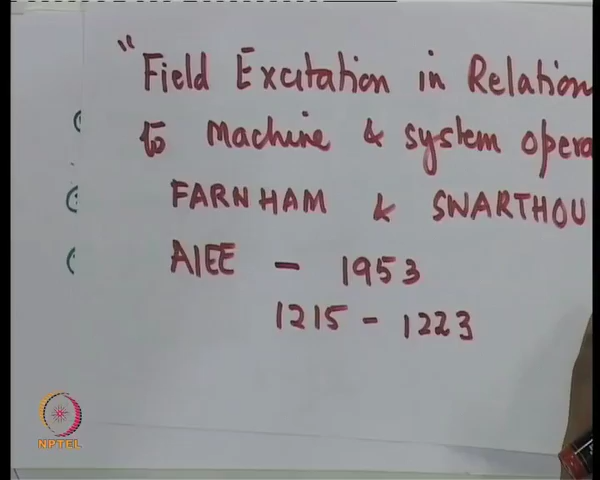 "Field Excitation in Relation
to Machine & system opera
FARNHAM & SWARTHOU
AIEE - 1953
1215 - 1223
NPTEL